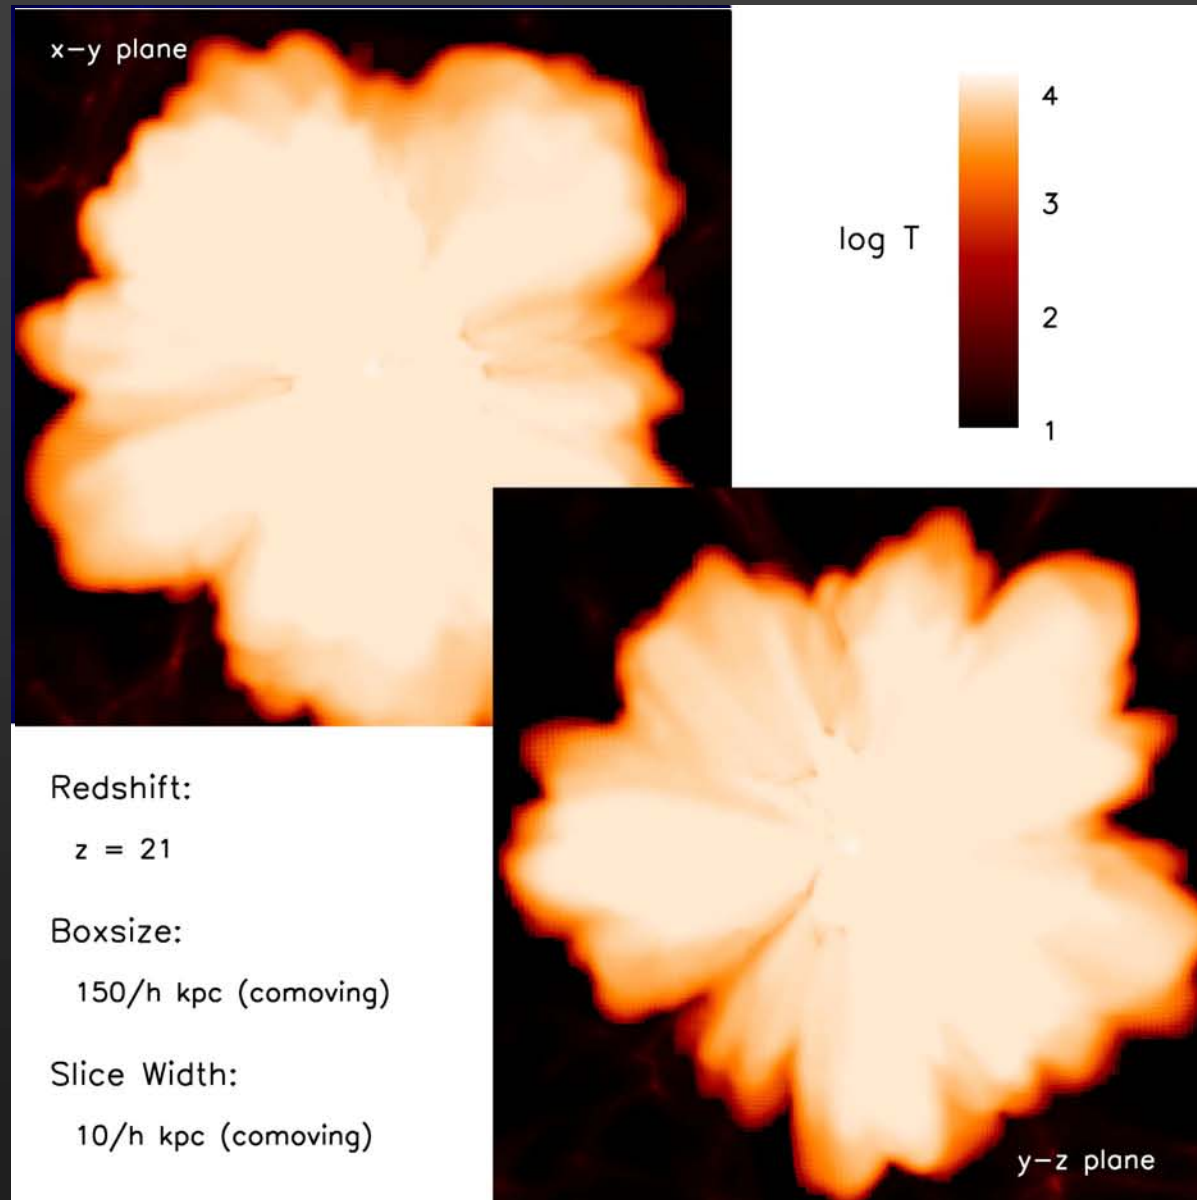 x-y plane
4
3
log T
2
1
Redshift:
z = 21
Boxsize:
150/h kpc (comoving)
Slice Width:
10/h kpc (comoving)
y-z plane